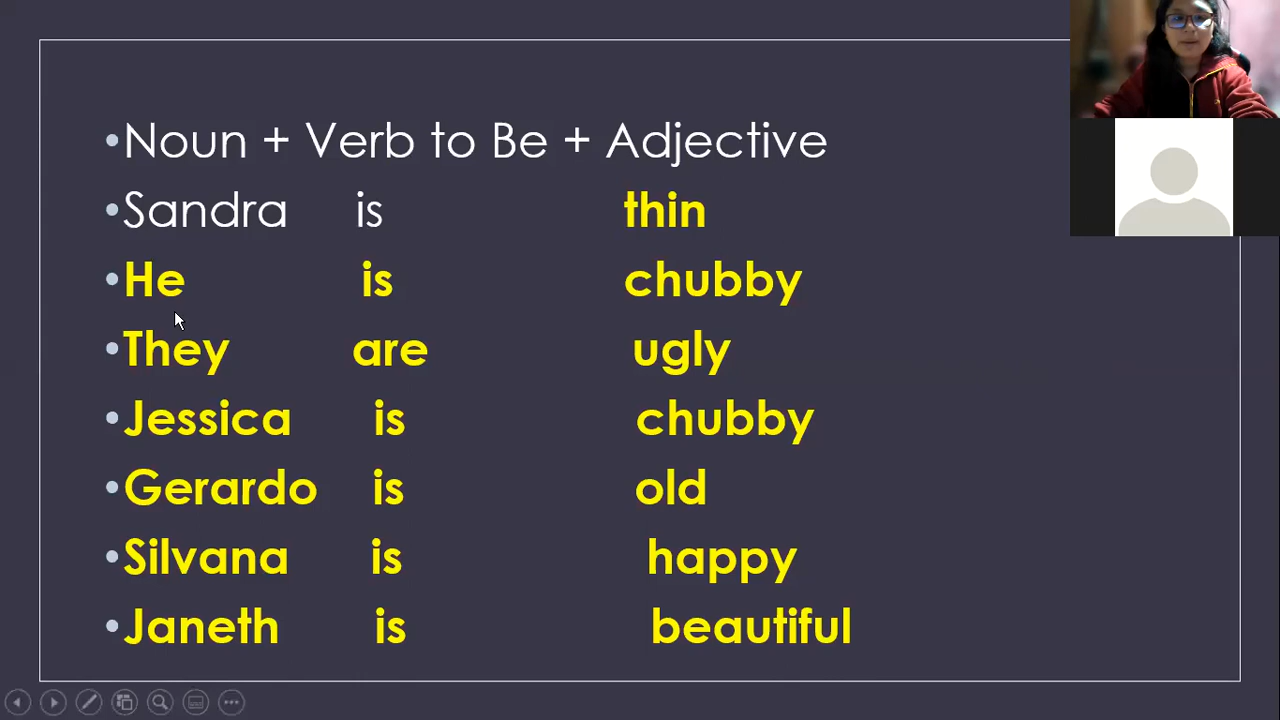 •Noun + Verb to Be + Adjective
•Sandra is thin
•He is chubby
•They are ugly
•Jessica is chubby
•Gerardo is old
•Silvana is happy
•Janeth is beautiful